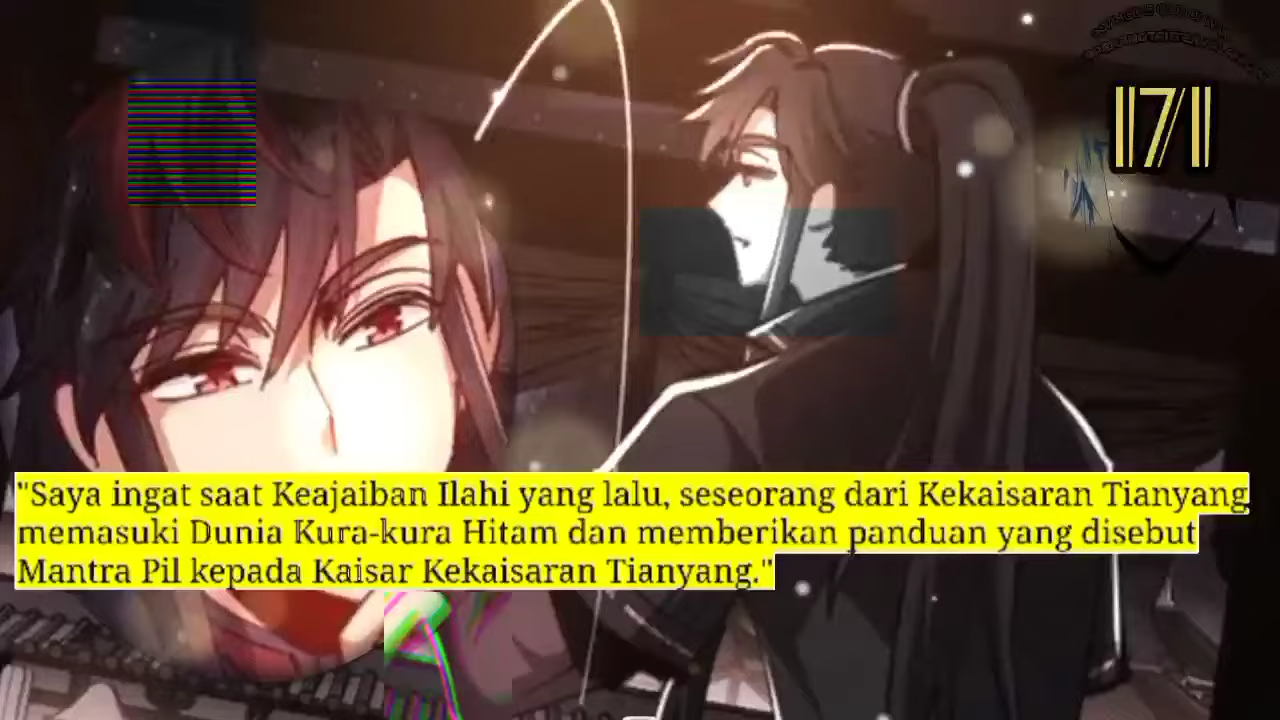 171
"Saya ingat saat Keajaiban Ilahi yang lalu, seseorang dari Kekaisaran Tianyang
memasuki Dunia Kura-kura Hitam dan memberikan panduan yang disebut
Mantra Pil kepada Kaisar Kekaisaran Tianyang."